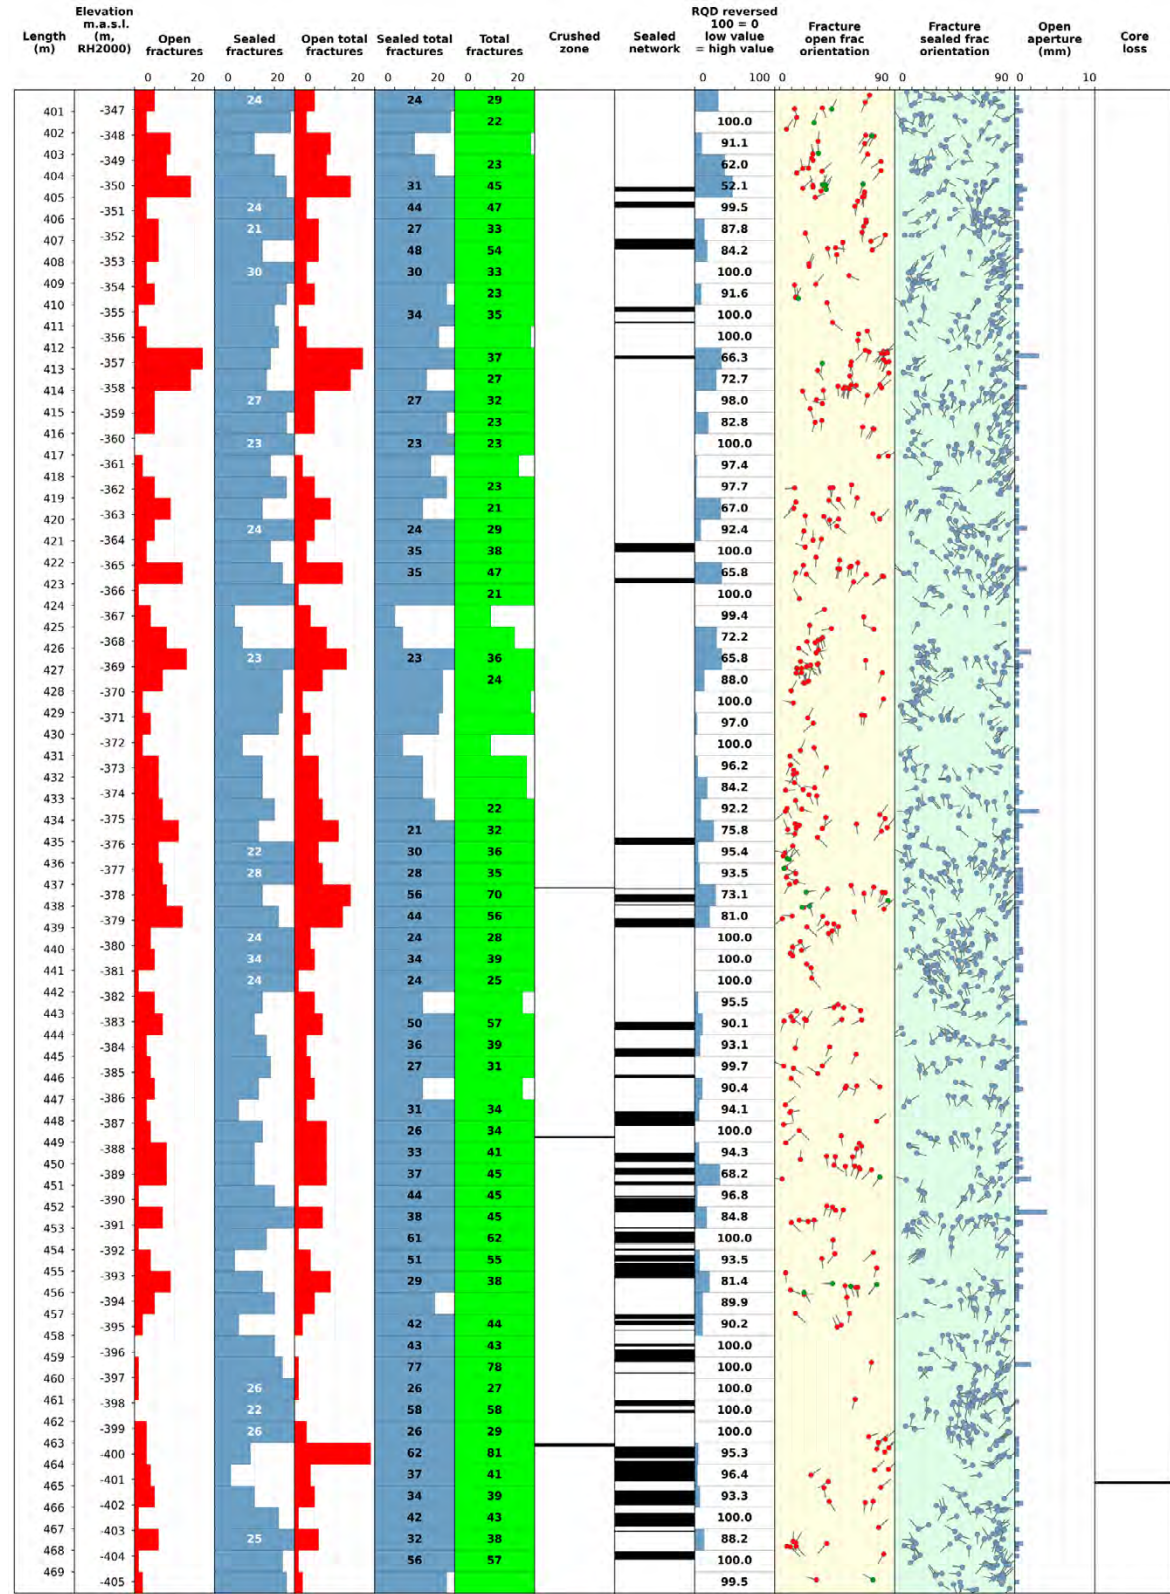 Length
(m)
Elevation
m.a.s.l.
(m,
RH2000)
Open
fractures
Sealed
fractures
Open total
fractures
Sealed total
fractures
Total
fractures
Crushed
zone
Sealed
network
RQD reversed
100 = 0
low value
= high value
Fracture
open frac
orientation
Fracture
sealed frac
orientation
Open
aperture
(mm)
Core
loss
0 20 0 20 0 20 0 20 0 20 0 100 0 90 0 90 0 10
401 -347 24 24 29
402 -348 22 100.0
403 -349 91.1
404 -350 23 62.0
405 -351 31 45 52.1
406 -352 24 44 47 99.5
407 -353 21 27 33 87.8
408 -354 48 54 84.2
409 -355 30 30 33 100.0
410 -356 23 91.6
411 -357 34 35 100.0
412 -358 100.0
413 -359 37 66.3
414 -360 27 72.7
415 -361 27 27 32 98.0
416 -362 23 82.8
417 -363 23 23 23 100.0
418 -364 97.4
419 -365 23 97.7
420 -366 21 67.0
421 -367 24 24 29 92.4
422 -368 35 38 100.0
423 -369 35 47 65.8
424 -370 21 100.0
425 -371 99.4
426 -372 72.2
427 -373 23 23 36 65.8
428 -374 24 88.0
429 -375 100.0
430 -376 97.0
431 -377 100.0
432 -378 96.2
433 -379 84.2
434 -380 22 92.2
435 -381 21 32 75.8
436 -382 22 30 36 95.4
437 -383 28 28 35 93.5
438 -384 56 70 73.1
439 -385 44 56 81.0
440 -386 24 24 28 100.0
441 -387 34 34 39 100.0
442 -388 24 24 25 100.0
443 -389 95.5
444 -390 50 57 90.1
445 -391 36 39 93.1
446 -392 27 31 99.7
447 -393 90.4
448 -394 31 34 94.1
449 -395 26 34 100.0
450 -396 33 41 94.3
451 -397 37 45 68.2
452 -398 44 45 96.8
453 -399 38 45 84.8
454 -400 61 62 100.0
455 -401 51 55 93.5
456 -402 29 38 81.4
457 -403 89.9
458 -404 42 44 90.2
459 -405 43 43 100.0
460 77 78 100.0
461 26 26 27 100.0
462 22 58 58 100.0
463 26 26 29 100.0
464 62 81 95.3
465 37 41 96.4
466 34 39 93.3
467 42 43 100.0
468 25 32 38 88.2
469 56 57 100.0
99.5